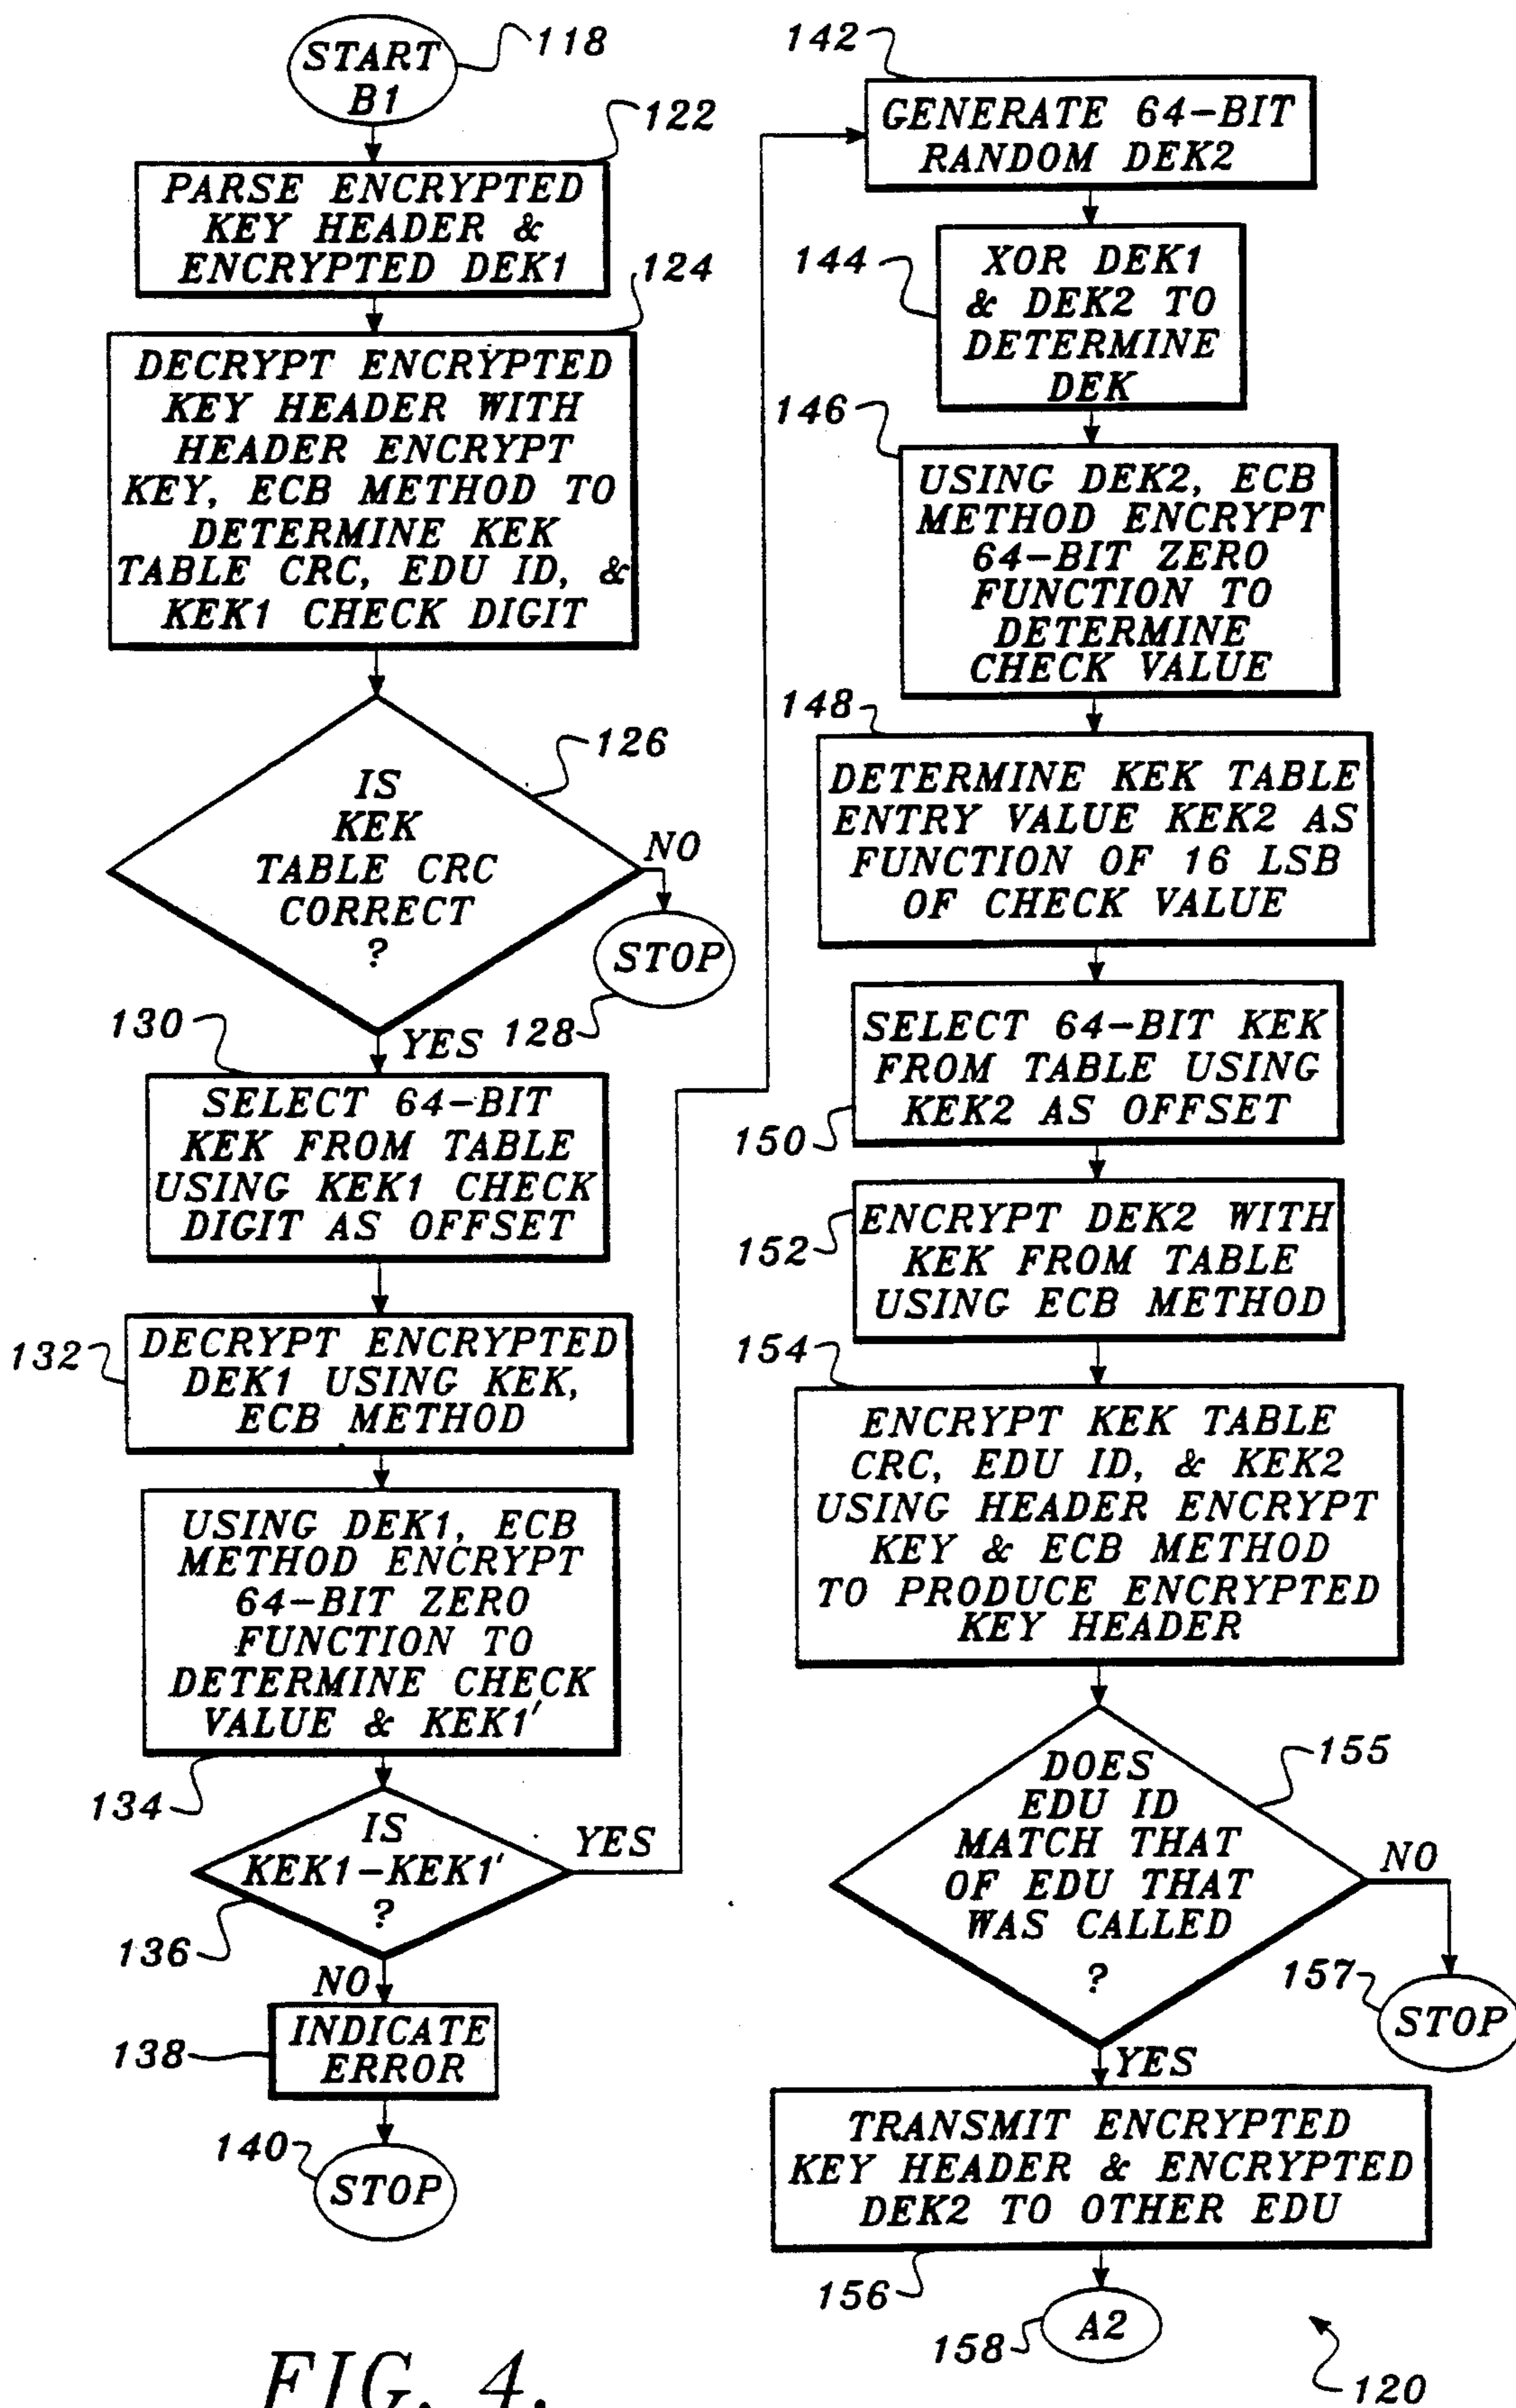 START
B1
118
122
PARSE ENCRYPTED
KEY HEADER &
ENCRYPTED DEK1
124
DECRYPT ENCRYPTED
KEY HEADER WITH
HEADER ENCRYPT
KEY, ECB METHOD TO
DETERMINE KEK
TABLE CRC, EDU ID, &
KEK1 CHECK DIGIT
126
IS
KEK
TABLE CRC
CORRECT
?
NO
STOP
128
YES
130
SELECT 64-BIT
KEK FROM TABLE
USING KEK1 CHECK
DIGIT AS OFFSET
132
DECRYPT ENCRYPTED
DEK1 USING KEK,
ECB METHOD
USING DEK1, ECB
METHOD ENCRYPT
64-BIT ZERO
FUNCTION TO
DETERMINE CHECK
VALUE & KEK1'
134
IS
KEK1-KEK1'
?
YES
136
NO
INDICATE
ERROR
138
140
STOP
142
GENERATE 64-BIT
RANDOM DEK2
144
XOR DEK1
& DEK2 TO
DETERMINE
DEK
146
USING DEK2, ECB
METHOD ENCRYPT
64-BIT ZERO
FUNCTION TO
DETERMINE
CHECK VALUE
148
DETERMINE KEK TABLE
ENTRY VALUE KEK2 AS
FUNCTION OF 16 LSB
OF CHECK VALUE
SELECT 64-BIT KEK
FROM TABLE USING
KEK2 AS OFFSET
150
ENCRYPT DEK2 WITH
KEK FROM TABLE
USING ECB METHOD
152
154
ENCRYPT KEK TABLE
CRC, EDU ID, & KEK2
USING HEADER ENCRYPT
KEY & ECB METHOD
TO PRODUCE ENCRYPTED
KEY HEADER
155
DOES
EDU ID
MATCH THAT
OF EDU THAT
WAS CALLED
?
NO
157
STOP
YES
TRANSMIT ENCRYPTED
KEY HEADER & ENCRYPTED
DEK2 TO OTHER EDU
156
A2
158
120
FIG. 4.